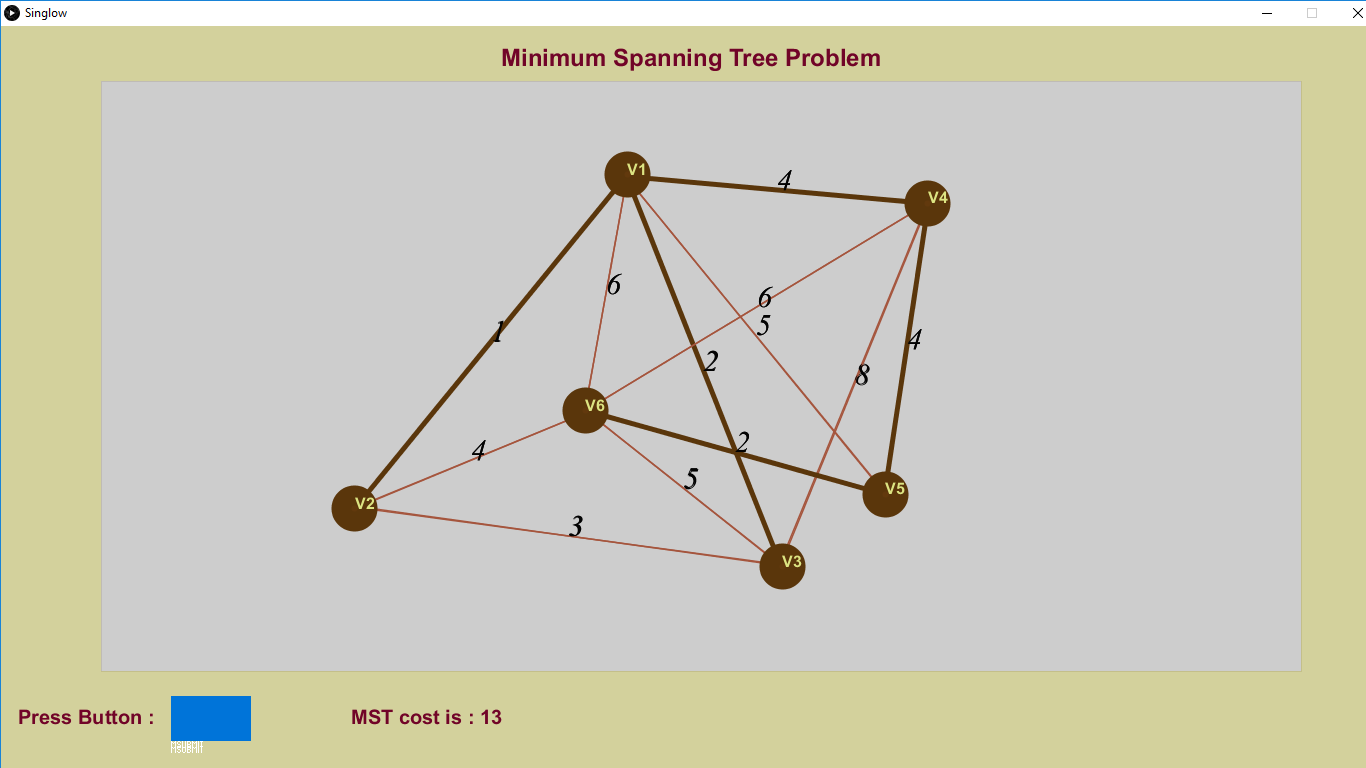 Singlow
Minimum Spanning Tree Problem
V1
4
V4
6
6
5
1
2
4
8
V6
2
4
5
V5
V2
3
V3
Press Button :
MST cost is : 13